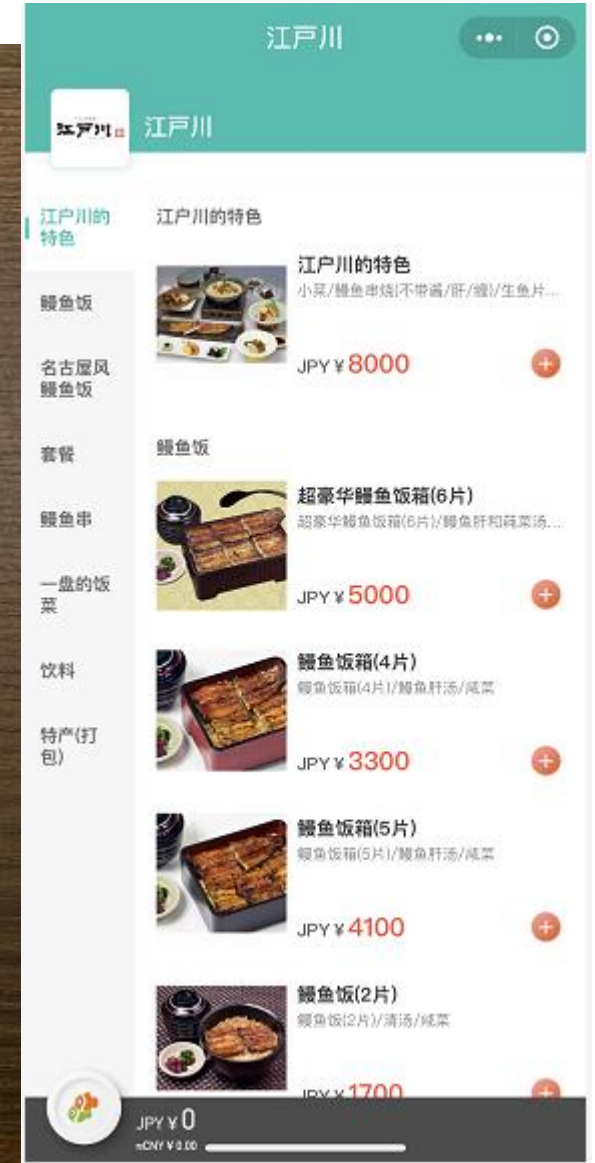 江戸川
江戸川
江戸川
江户川的
特色
鳗鱼饭
名古屋风
鳗鱼饭
套餐
鳗鱼串
一盘的饭
菜
饮料
特产(打
包)
江户川的特色
江户川的特色
小菜/鳗鱼串烧(不带酱/肝/缠)/生鱼片...
JPY¥8000
鳗鱼饭
超豪华鳗鱼饭箱(6片)
超豪华鳗鱼饭箱(6片)/鳗鱼肝和莼菜汤...
JPY¥5000
鳗鱼饭箱(4片)
鳗鱼饭箱(4片)/鳗鱼肝汤/咸菜
JPY¥3300
鳗鱼饭箱(5片)
鳗鱼饭箱(5片)/鳗鱼肝汤/咸菜
JPY¥4100
鳗鱼饭(2片)
鳗鱼饭(2片)/清汤/咸菜
JPY¥1700
JPY¥0
≈CNY¥0.00